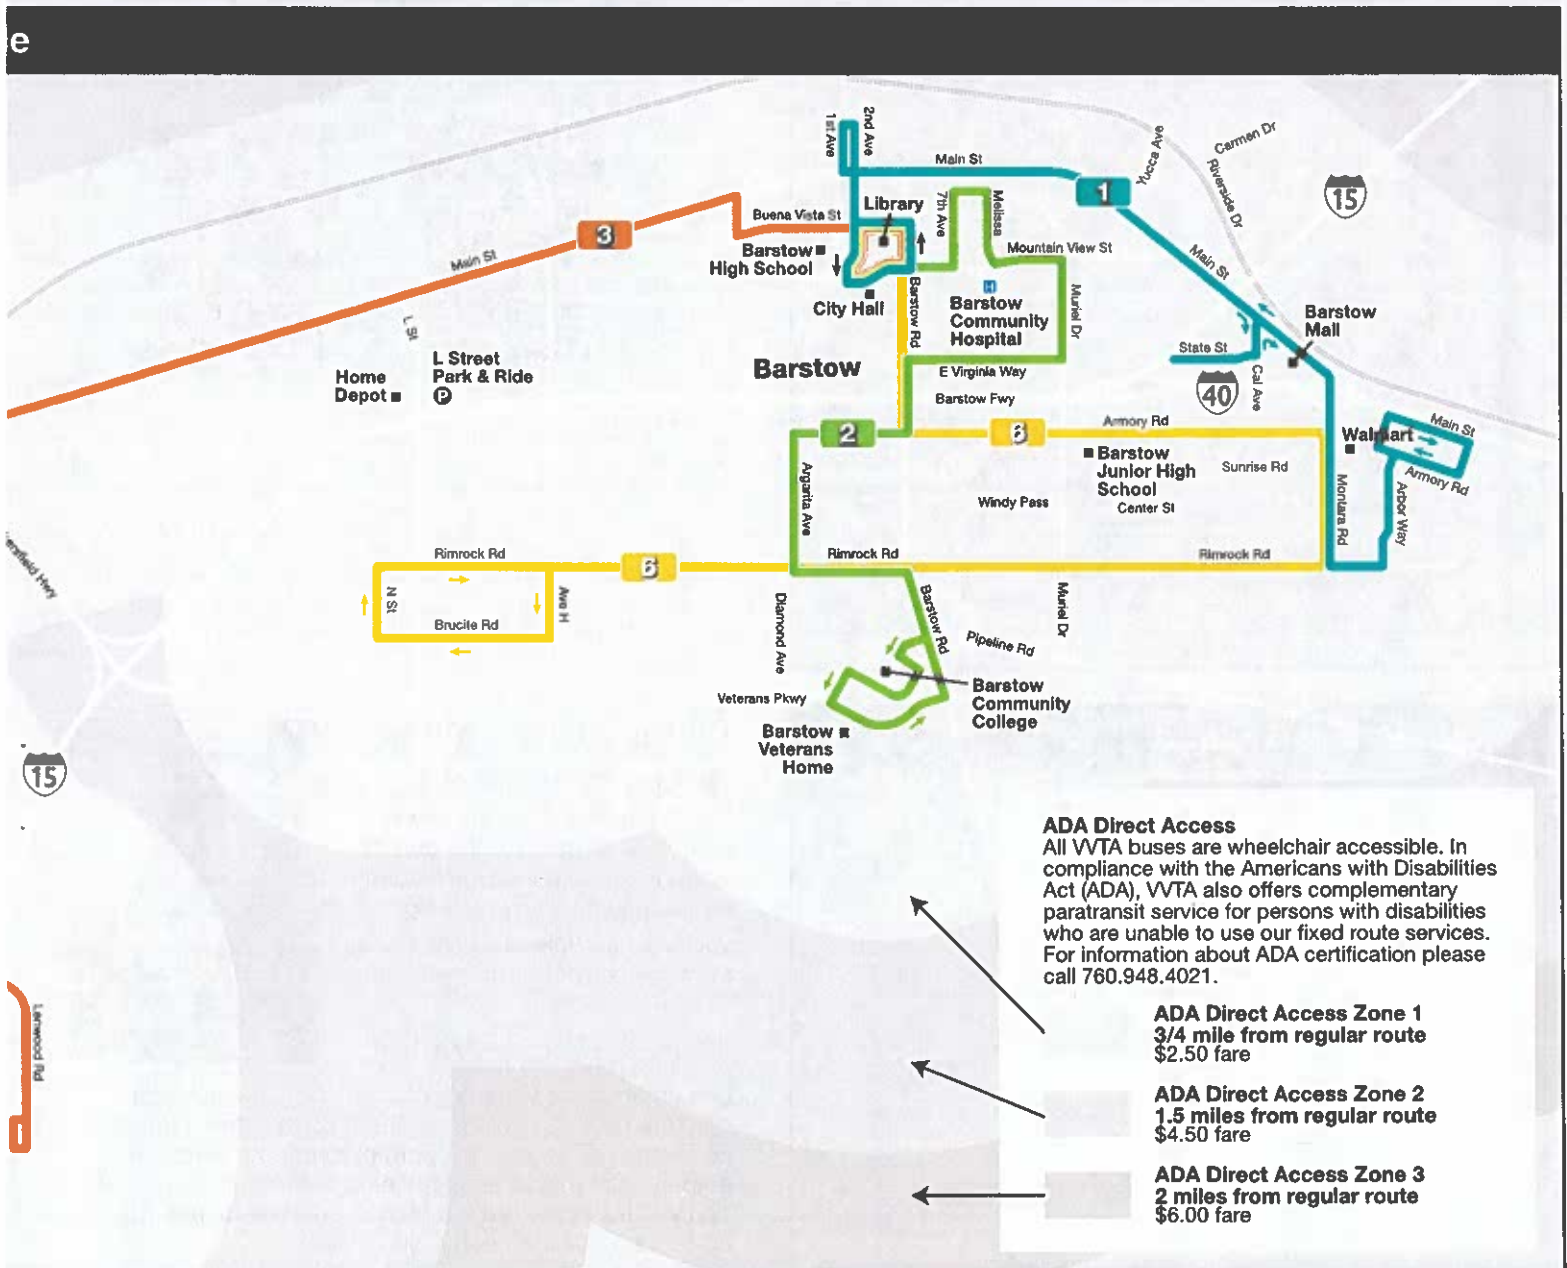 e
1st Ave
2nd Ave
Main St
Yucca Ave
Carmen Dr
Riverside Dr
15
1
Library
7th Ave
Melissa
Buena Vista St
3
Main St
Barstow
High School
Mountain View St
Main St
City Hall
Barstow Rd
Barstow
Community
Hospital
H
Muriel Dr
Barstow
Mall
L St
L Street
Park & Ride
P
Home
Depot
Barstow
State St
E Virginia Way
40
Cal Ave
Barstow Fwy
2
6
Armory Rd
Walmart
Main St
Armory Rd
Barstow
Junior High
School
Sunrise Rd
Argarita Ave
Windy Pass
Center St
Montara Rd
Arbor Way
Rimrock Rd
6
Rimrock Rd
Rimrock Rd
N St
Ave H
Brucite Rd
Diamond Ave
Barstow Rd
Muriel Dr
Pipeline Rd
Veterans Pkwy
Barstow
Community
College
Barstow
Veterans
Home
Hwy
15
Lenwood Rd
ADA Direct Access
All VVTA buses are wheelchair accessible. In
compliance with the Americans with Disabilities
Act (ADA), VVTA also offers complementary
paratransit service for persons with disabilities
who are unable to use our fixed route services.
For information about ADA certification please
call 760.948.4021.
ADA Direct Access Zone 1
3/4 mile from regular route
$2.50 fare
ADA Direct Access Zone 2
1.5 miles from regular route
$4.50 fare
ADA Direct Access Zone 3
2 miles from regular route
$6.00 fare